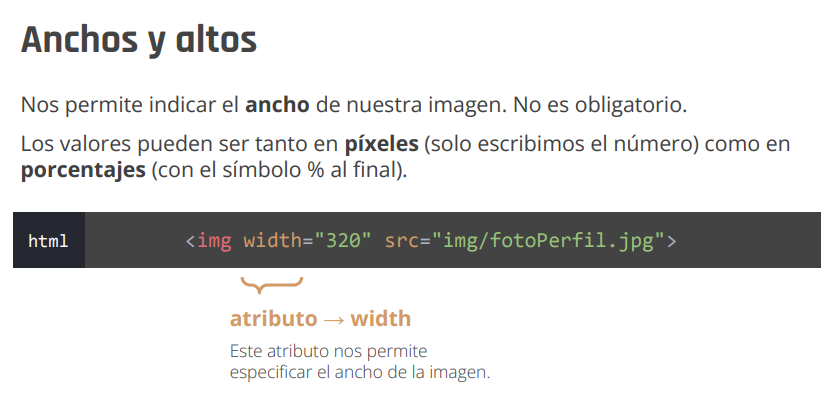 Anchos y altos
Nos permite indicar el ancho de nuestra imagen. No es obligatorio.
Los valores pueden ser tanto en píxeles (solo escribimos el número) como en
porcentajes (con el símbolo % al final).
html <img width="320" src="img/fotoPerfil.jpg">
atributo → width
Este atributo nos permite
especificar el ancho de la imagen.